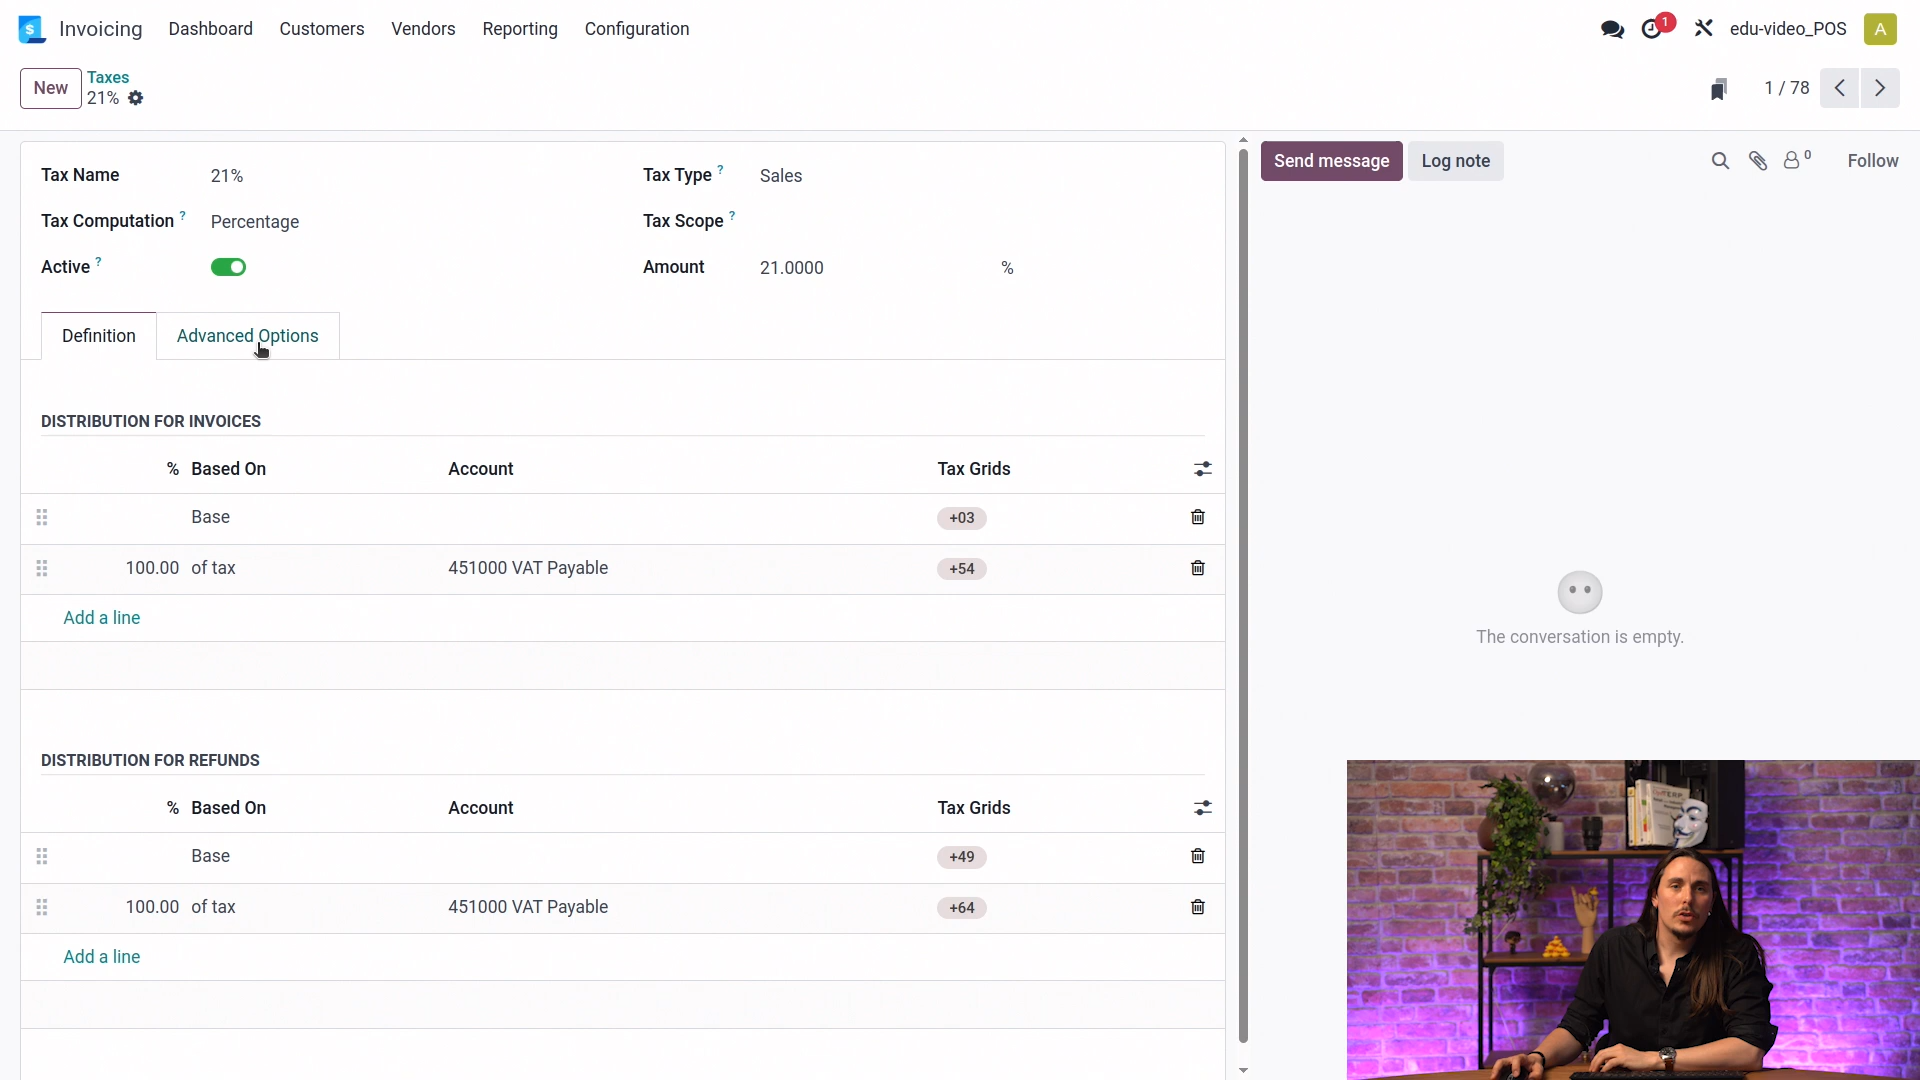 Invoicing Dashboard Customers Vendors Reporting Configuration 1 edu-video_POS A
New Taxes 1 / 78
21%
Tax Name 21% Tax Type ? Sales
Tax Computation ? Percentage Tax Scope ?
Active ? Amount 21.0000 %
Definition Advanced Options
DISTRIBUTION FOR INVOICES
% Based On Account Tax Grids
Base +03
100.00 of tax 451000 VAT Payable +54
Add a line
DISTRIBUTION FOR REFUNDS
% Based On Account Tax Grids
Base +49
100.00 of tax 451000 VAT Payable +64
Add a line
Send message Log note 0 Follow
The conversation is empty.